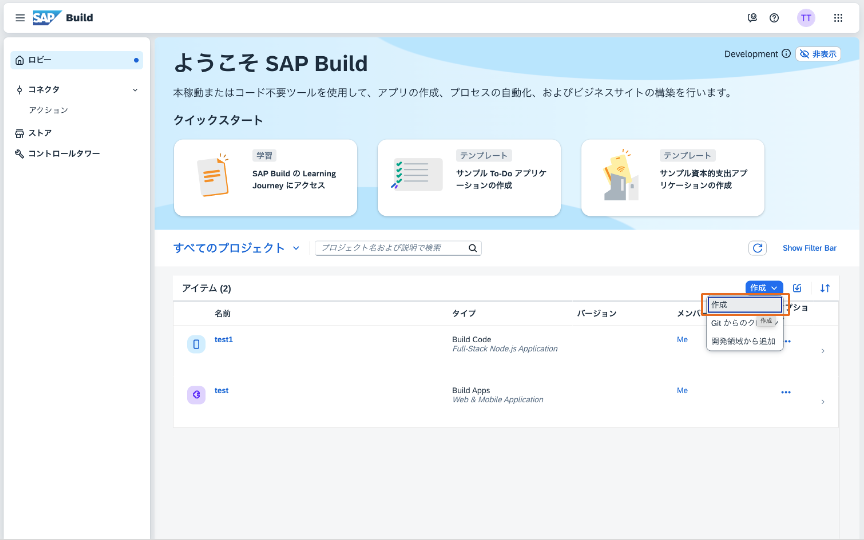 SAP Build
TT
ロビー
コネクタ
アクション
ストア
コントロールタワー
ようこそ SAP Build
Development
非表示
本稼動またはコード不要ツールを使用して、アプリの作成、プロセスの自動化、およびビジネスサイトの構築を行います。
クイックスタート
学習
SAP Build の Learning
Journey にアクセス
テンプレート
サンプル To-Do アプリケ
ーションの作成
テンプレート
サンプル資本的支出アプ
リケーションの作成
すべてのプロジェクト
プロジェクト名および説明で検索
Show Filter Bar
アイテム (2)
作成
名前
タイプ
バージョン
メンバ
プショ
作成
Git からのク
作成
開発領域から追加
test1
Build Code
Full-Stack Node.js Application
Me
test
Build Apps
Web & Mobile Application
Me